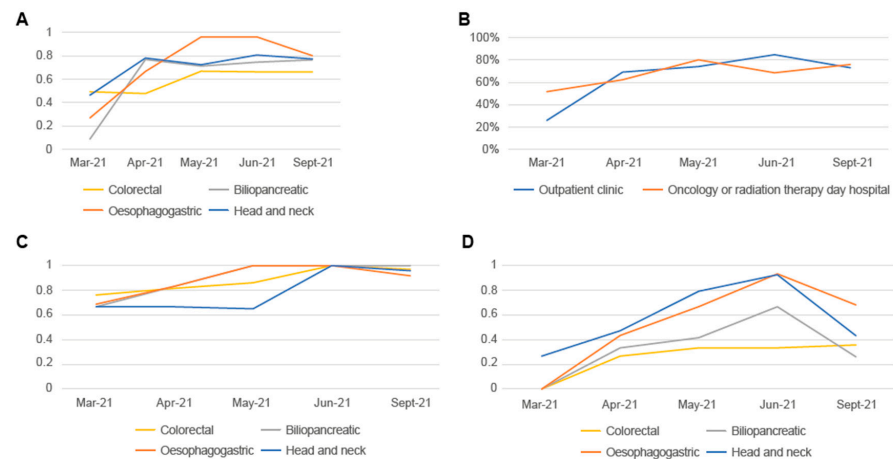 A
1
0.8
0.6
0.4
0.2
0
Mar-21 Apr-21 May-21 Jun-21 Sept-21
Colorectal Biliopancreatic
Oesophagogastric Head and neck
B
100%
80%
60%
40%
20%
0%
Mar-21 Apr-21 May-21 Jun-21 Sept-21
Outpatient clinic Oncology or radiation therapy day hospital
C
1
0.8
0.6
0.4
0.2
0
Mar-21 Apr-21 May-21 Jun-21 Sept-21
Colorectal Biliopancreatic
Oesophagogastric Head and neck
D
1
0.8
0.6
0.4
0.2
0
Mar-21 Apr-21 May-21 Jun-21 Sept-21
Colorectal Biliopancreatic
Oesophagogastric Head and neck